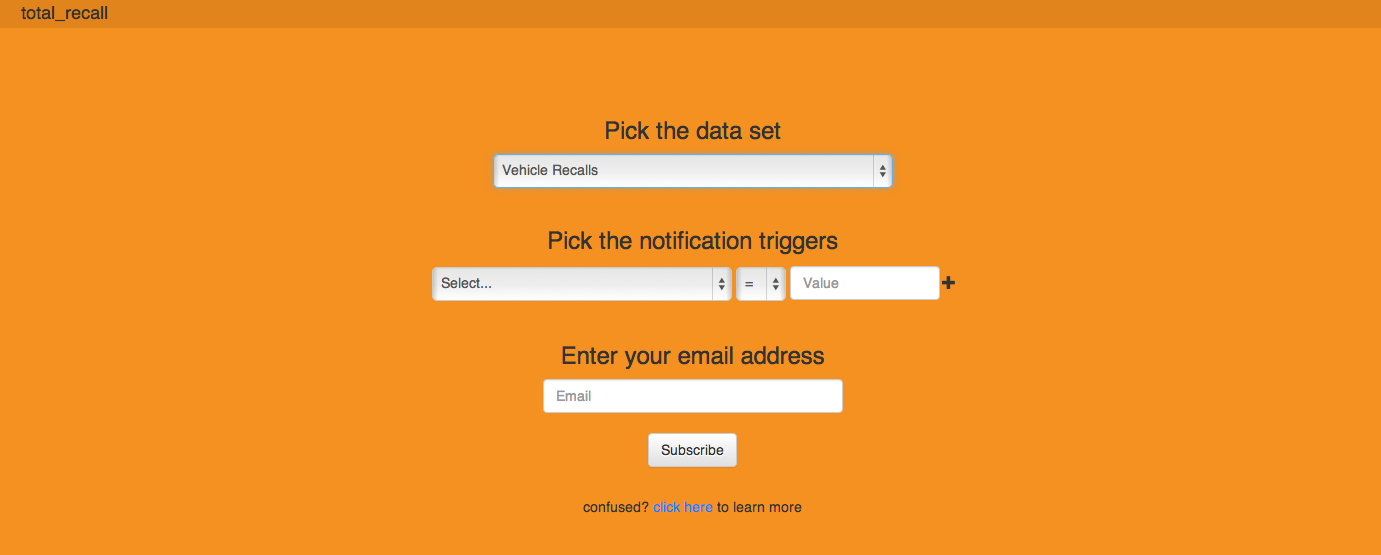 total_recall
Pick the data set
Vehicle Recalls
Pick the notification triggers
Select... = Value +
Enter your email address
Email
Subscribe
confused? click here to learn more